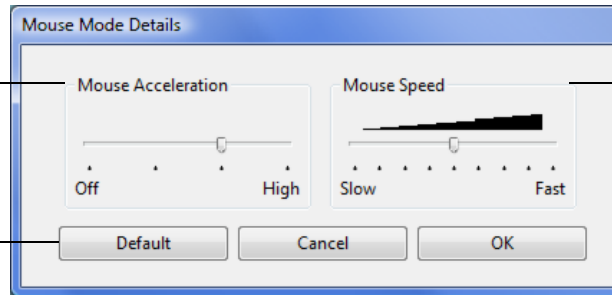 Mouse Mode Details
Mouse Acceleration
Mouse Speed
Off High
Slow Fast
Default Cancel OK